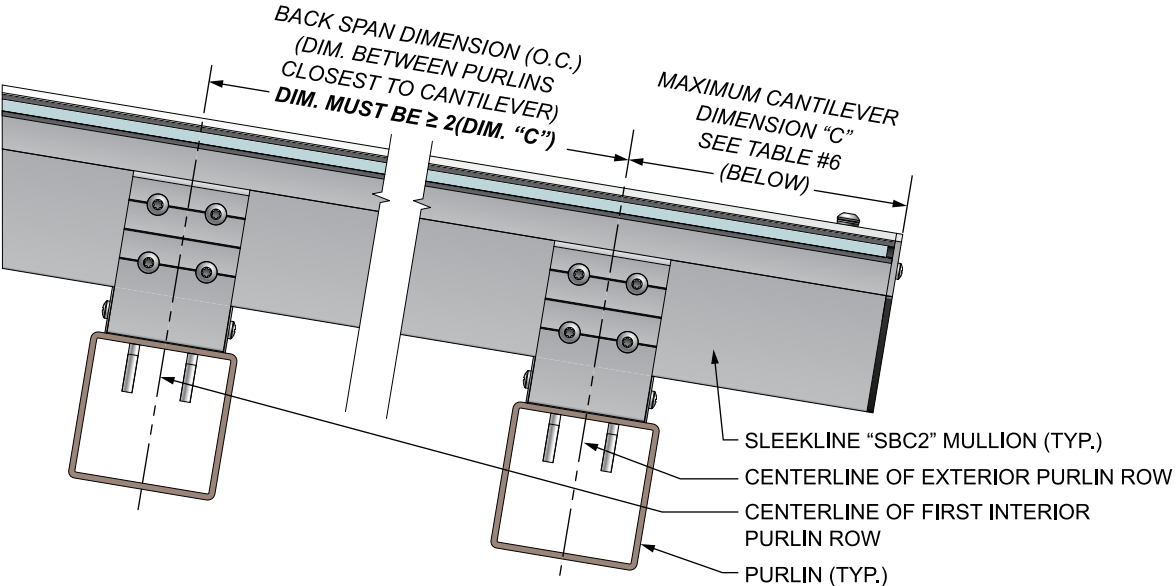 BACK SPAN DIMENSION (O.C.)
(DIM. BETWEEN PURLINS
CLOSEST TO CANTILEVER)
DIM. MUST BE ≥ 2(DIM. “C”)
MAXIMUM CANTILEVER
DIMENSION “C”
SEE TABLE #6
(BELOW)
SLEEKLINE “SBC2” MULLION (TYP.)
CENTERLINE OF EXTERIOR PURLIN ROW
CENTERLINE OF FIRST INTERIOR
PURLIN ROW
PURLIN (TYP.)